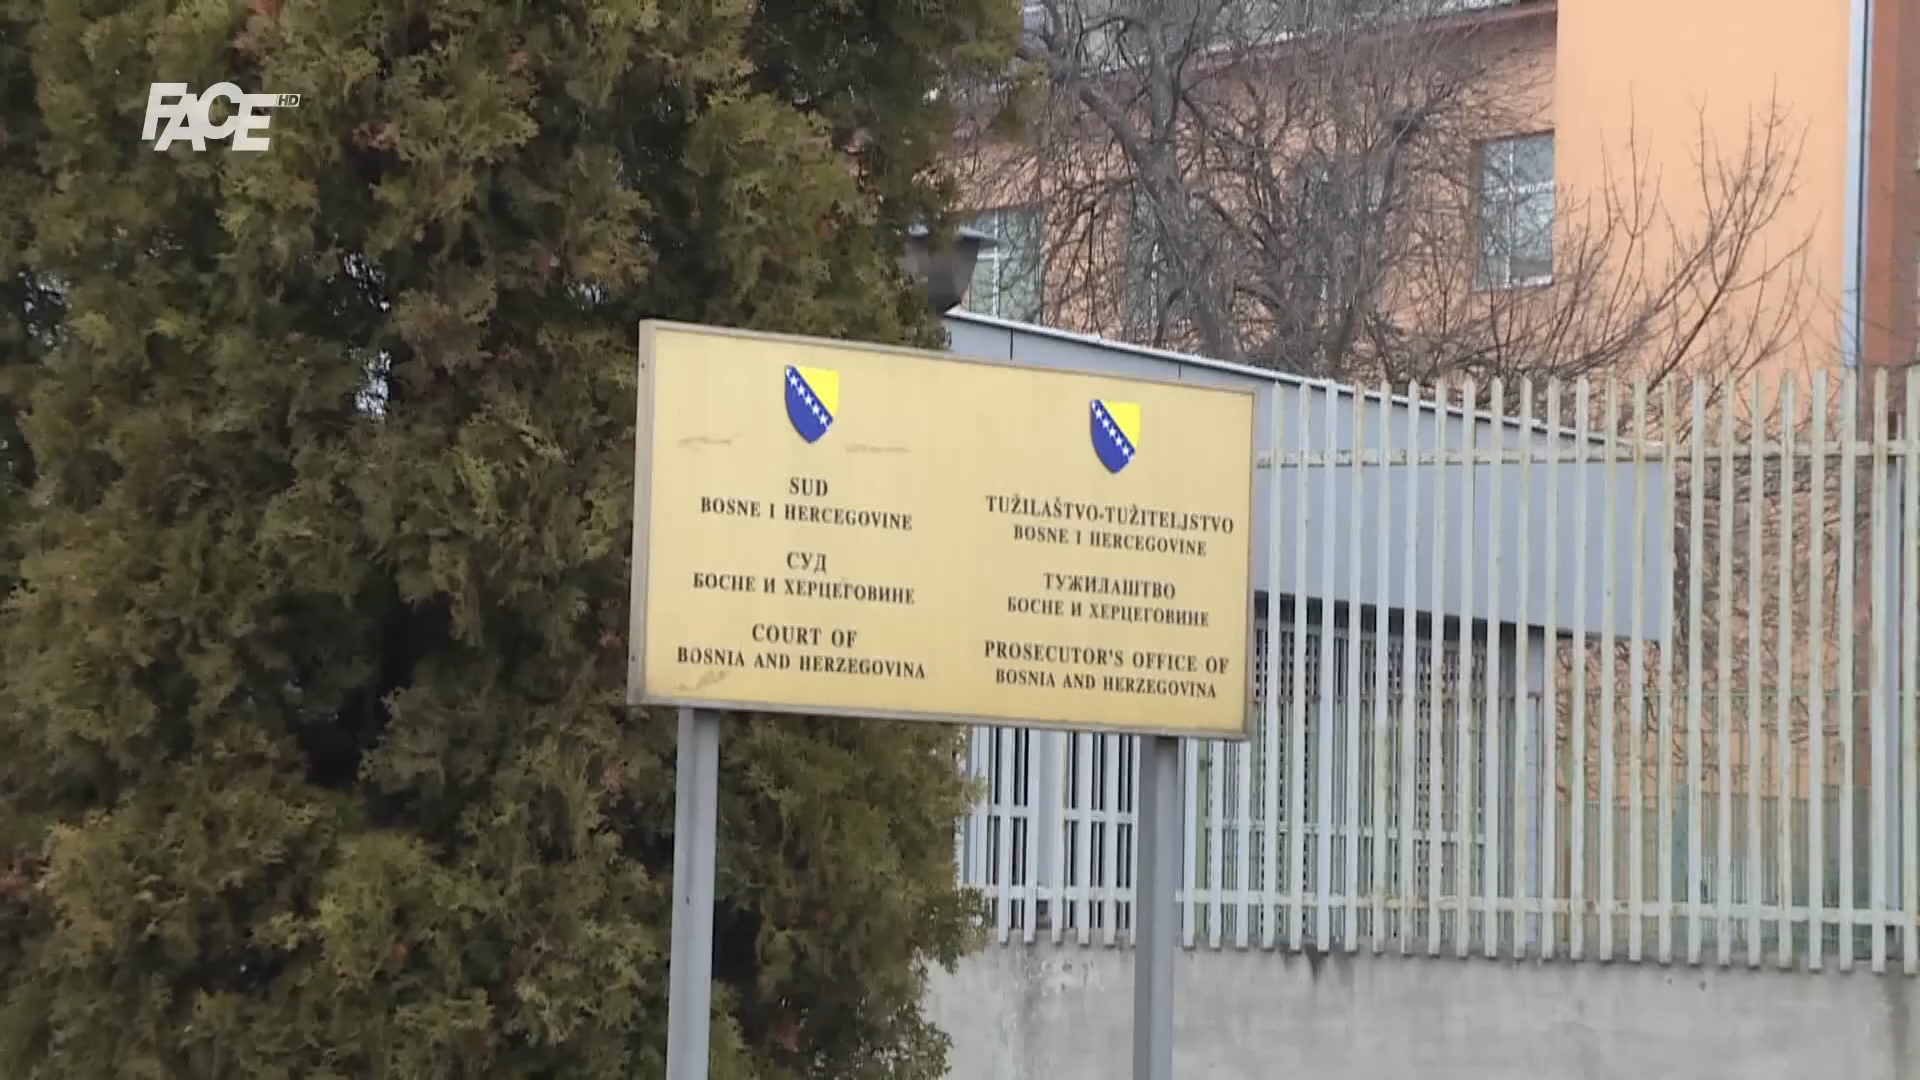 FACE HD
SUD
BOSNE I HERCEGOVINE
СУД
БОСНЕ И ХЕРЦЕГОВИНЕ
COURT OF
BOSNIA AND HERZEGOVINA
TUŽILAŠTVO-TUŽITELJSTVO
BOSNE I HERCEGOVINE
ТУЖИЛАШТВО
БОСНЕ И ХЕРЦЕГОВИНЕ
PROSECUTOR'S OFFICE OF
BOSNIA AND HERZEGOVINA